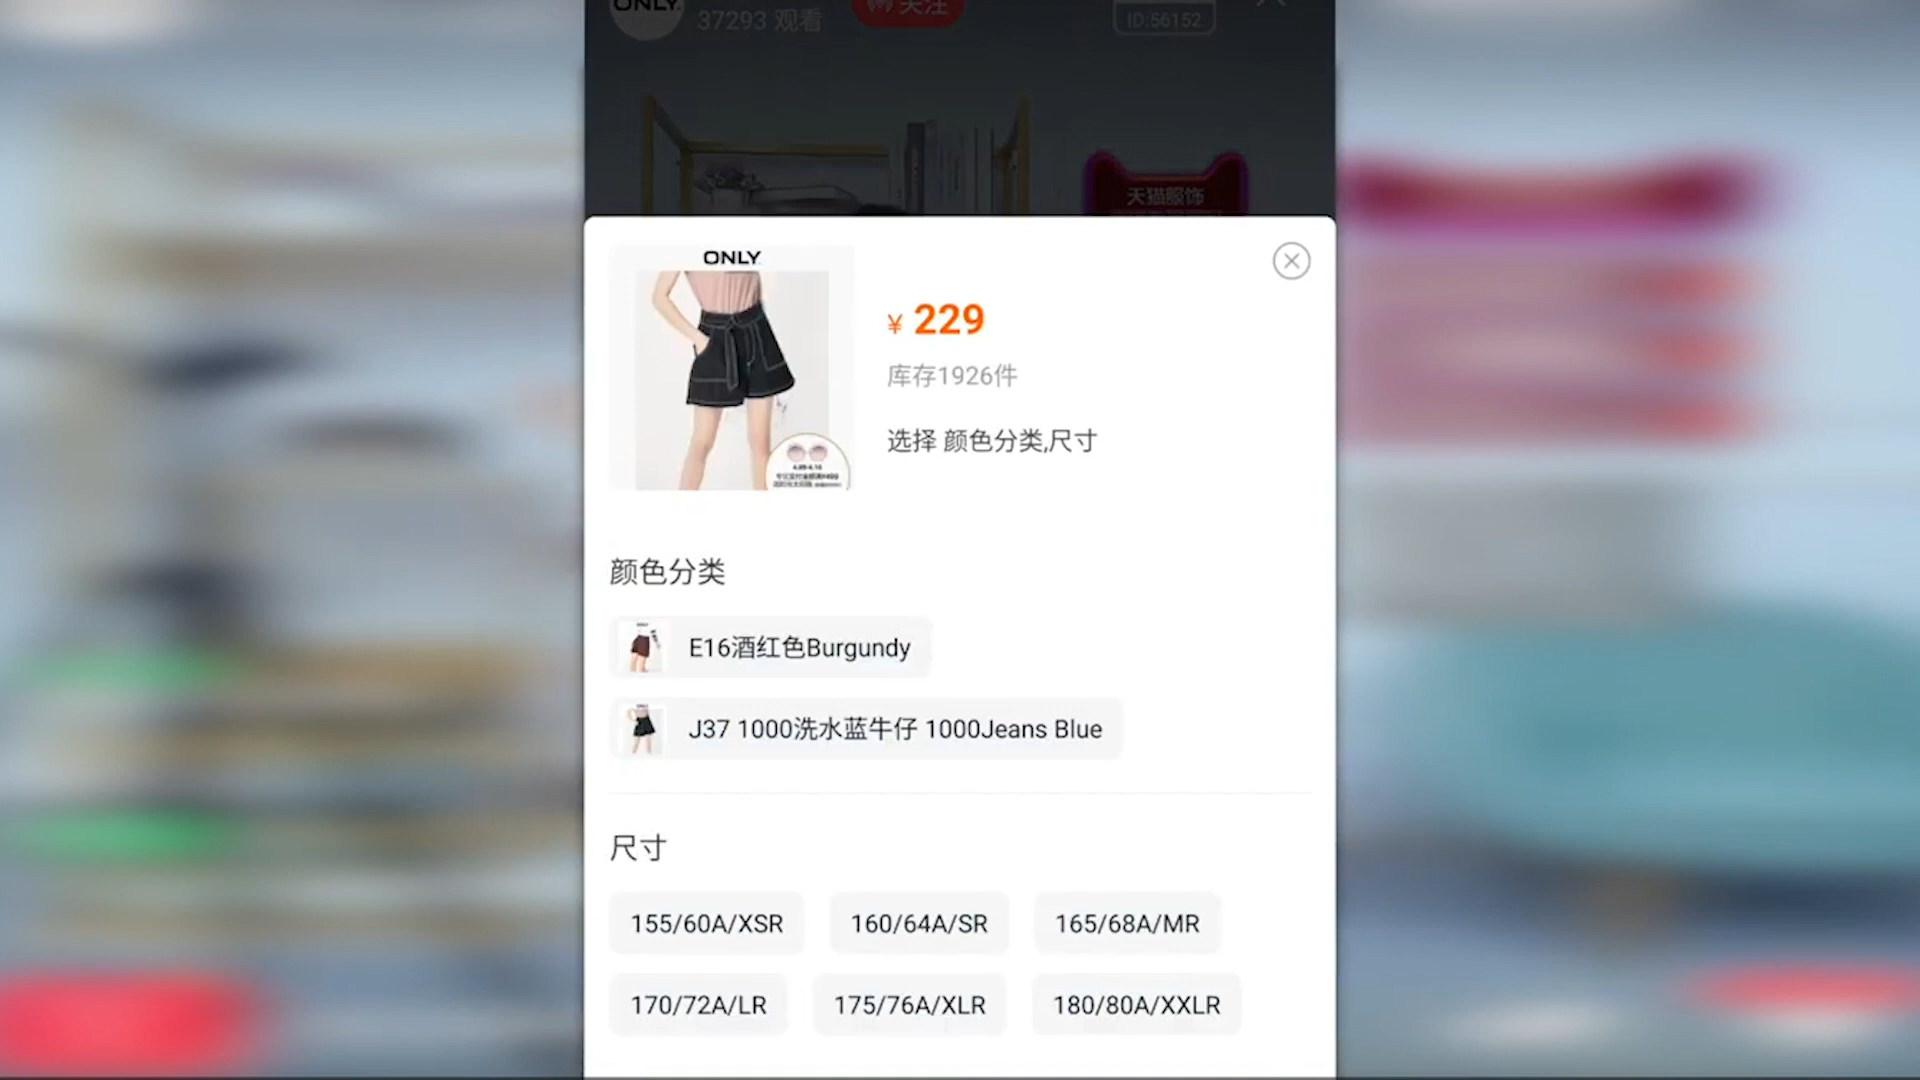 ONLY
37293 观看
关注
ID:56152
天猫服饰
ONLY
¥ 229
库存1926件
选择 颜色分类,尺寸
颜色分类
E16酒红色Burgundy
J37 1000洗水蓝牛仔 1000Jeans Blue
尺寸
155/60A/XSR
160/64A/SR
165/68A/MR
170/72A/LR
175/76A/XLR
180/80A/XXLR